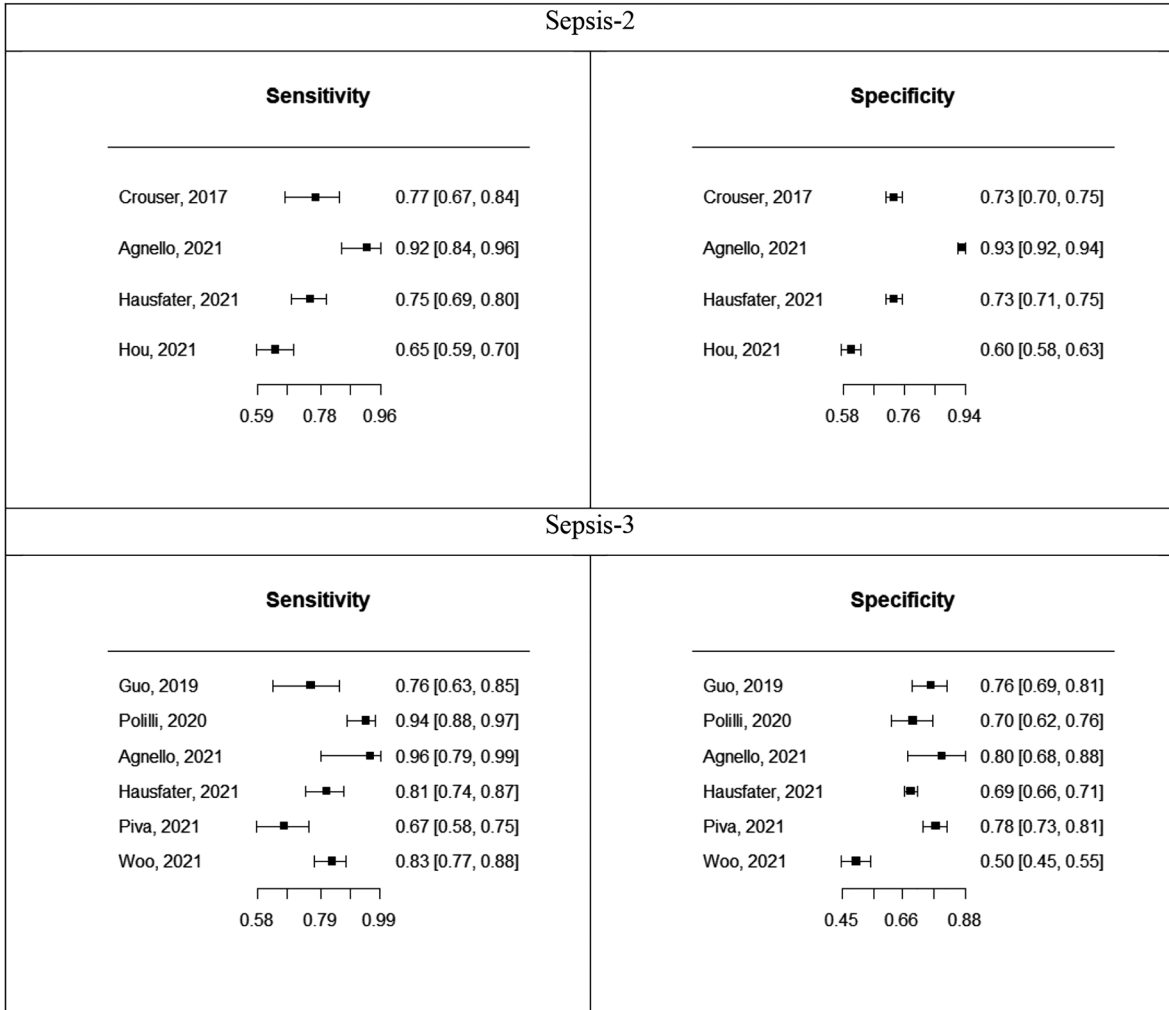 Sepsis-2
Sensitivity
Crouser, 2017 0.77 [0.67, 0.84]
Agnello, 2021 0.92 [0.84, 0.96]
Hausfater, 2021 0.75 [0.69, 0.80]
Hou, 2021 0.65 [0.59, 0.70]
0.59 0.78 0.96
Specificity
Crouser, 2017 0.73 [0.70, 0.75]
Agnello, 2021 0.93 [0.92, 0.94]
Hausfater, 2021 0.73 [0.71, 0.75]
Hou, 2021 0.60 [0.58, 0.63]
0.58 0.76 0.94
Sepsis-3
Sensitivity
Guo, 2019 0.76 [0.63, 0.85]
Polilli, 2020 0.94 [0.88, 0.97]
Agnello, 2021 0.96 [0.79, 0.99]
Hausfater, 2021 0.81 [0.74, 0.87]
Piva, 2021 0.67 [0.58, 0.75]
Woo, 2021 0.83 [0.77, 0.88]
0.58 0.79 0.99
Specificity
Guo, 2019 0.76 [0.69, 0.81]
Polilli, 2020 0.70 [0.62, 0.76]
Agnello, 2021 0.80 [0.68, 0.88]
Hausfater, 2021 0.69 [0.66, 0.71]
Piva, 2021 0.78 [0.73, 0.81]
Woo, 2021 0.50 [0.45, 0.55]
0.45 0.66 0.88